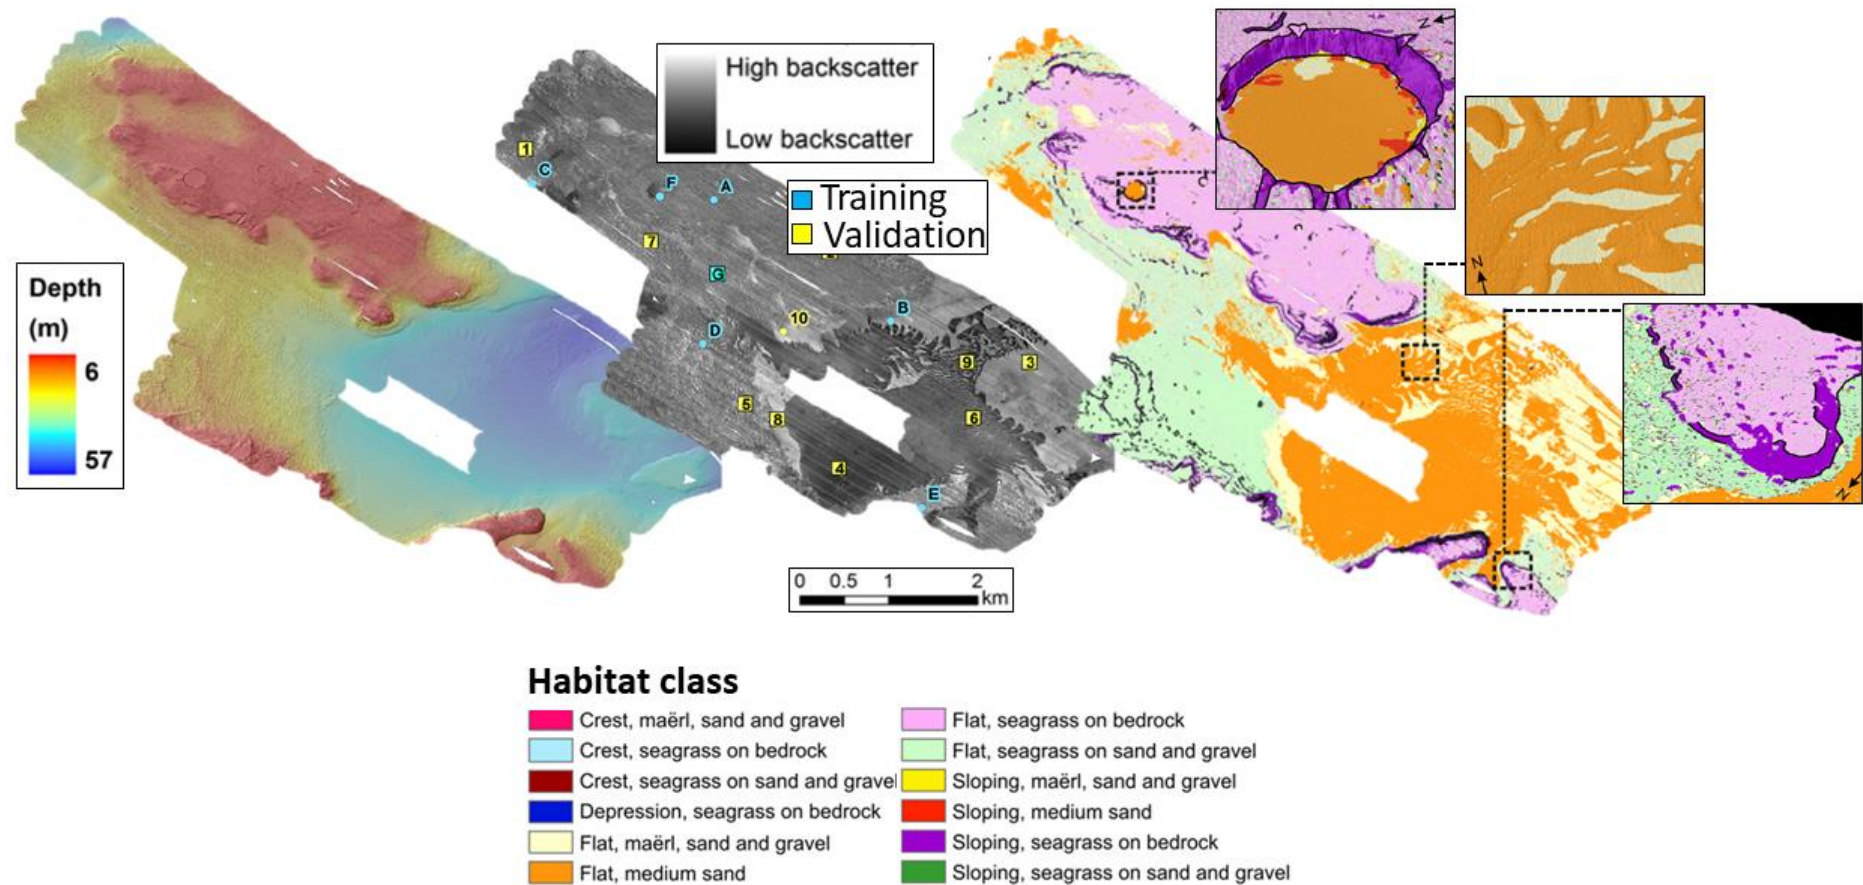 Depth
(m)
6
57
High backscatter
Low backscatter
Training
Validation
1
C
F
A
7
G
10
B
D
9
3
5
8
6
4
E
0 0.5 1 2
km
N
N
N
Habitat class
Crest, maërl, sand and gravel
Crest, seagrass on bedrock
Crest, seagrass on sand and gravel
Depression, seagrass on bedrock
Flat, maërl, sand and gravel
Flat, medium sand
Flat, seagrass on bedrock
Flat, seagrass on sand and gravel
Sloping, maërl, sand and gravel
Sloping, medium sand
Sloping, seagrass on bedrock
Sloping, seagrass on sand and gravel